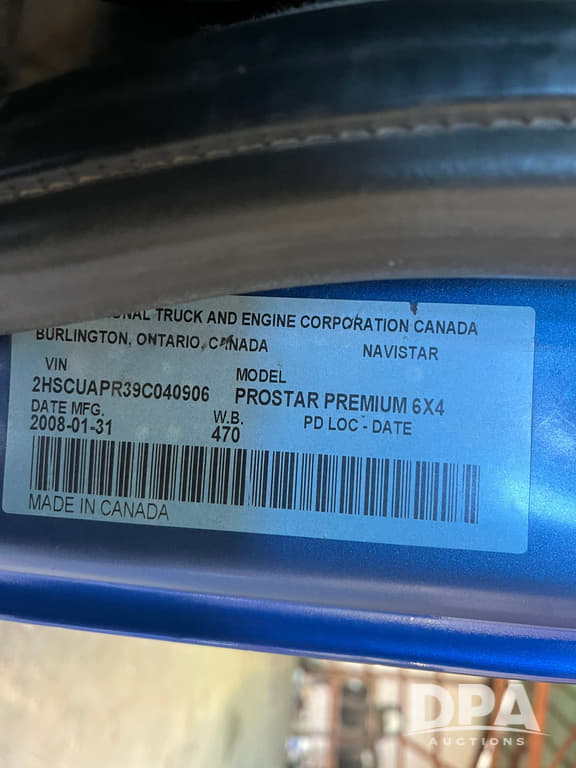 ONAL TRUCK AND ENGINE CORPORATION CANADA
BURLINGTON, ONTARIO, CANADA NAVISTAR
VIN MODEL
2HSCUAPR39C040906 PROSTAR PREMIUM 6X4
DATE MFG. W.B. PD LOC - DATE
2008-01-31 470
MADE IN CANADA
DPA
AUCTIONS